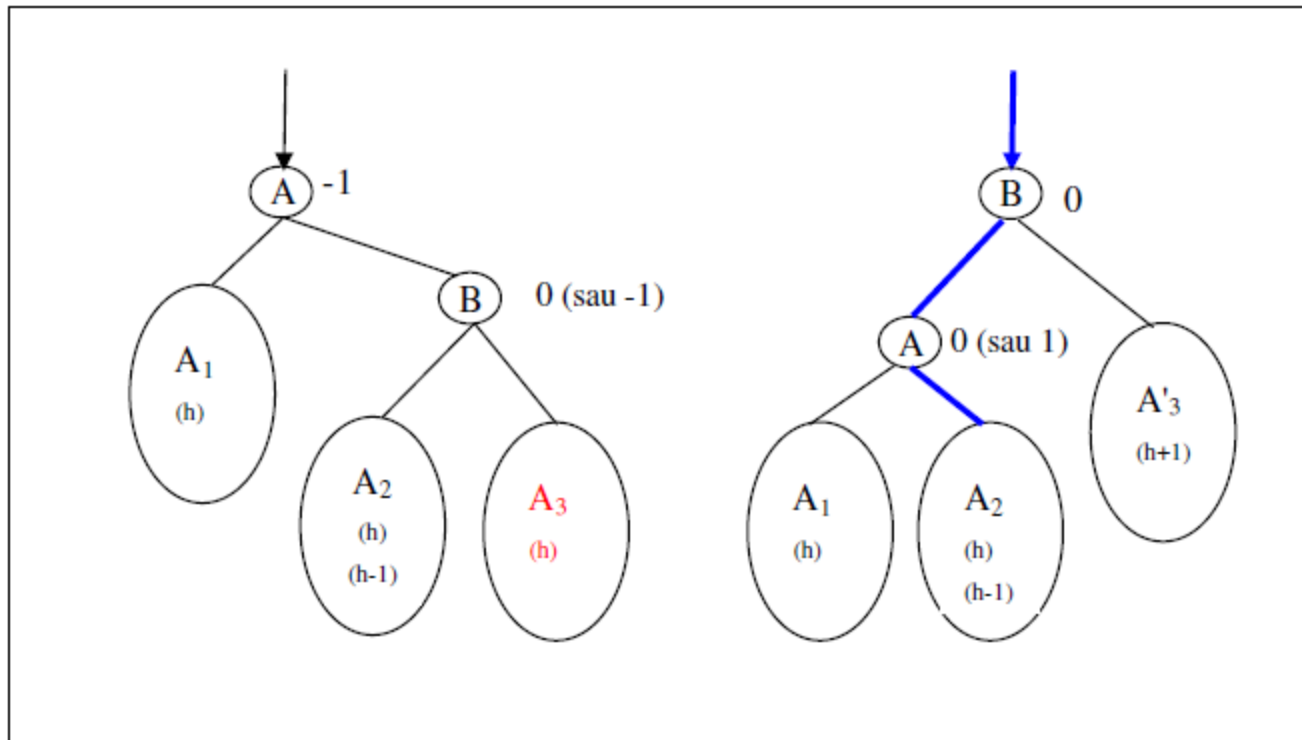 A -1
B 0 (sau -1)
A₁
(h)
A₂
(h)
(h-1)
A₃
(h)
B 0
A 0 (sau 1)
A'₃
(h+1)
A₁
(h)
A₂
(h)
(h-1)